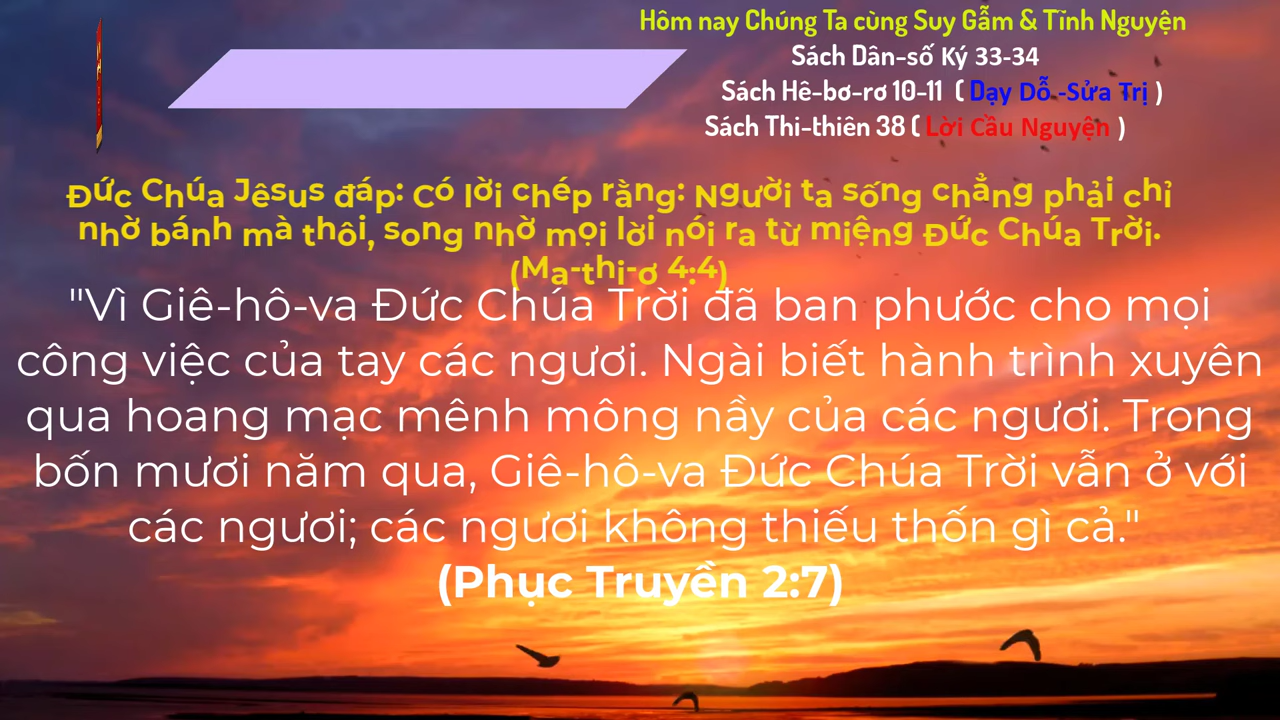 Hôm nay Chúng Ta cùng Suy Gẫm & Tĩnh Nguyện
Sách Dân-số Ký 33-34
Sách Hê-bơ-rơ 10-11 ( Dạy Dỗ -Sửa Trị )
Sách Thi-thiên 38 ( Lời Cầu Nguyện )
Đức Chúa Jêsus đáp: Có lời chép rằng: Người ta sống chẳng phải chỉ
nhờ bánh mà thôi, song nhờ mọi lời nói ra từ miệng Đức Chúa Trời.
(Ma-thi-ơ 4:4)
"Vì Giê-hô-va Đức Chúa Trời đã ban phước cho mọi
công việc của tay các ngươi. Ngài biết hành trình xuyên
qua hoang mạc mênh mông nầy của các ngươi. Trong
bốn mươi năm qua, Giê-hô-va Đức Chúa Trời vẫn ở với
các ngươi; các ngươi không thiếu thốn gì cả."
(Phục Truyền 2:7)